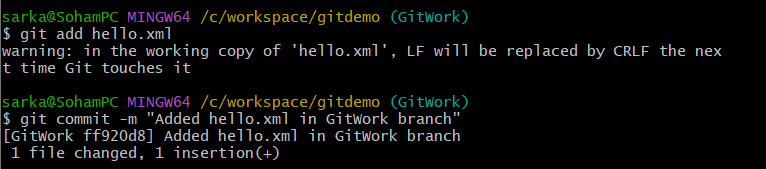 sarka@SohamPC MINGW64 /c/workspace/gitdemo (GitWork)
$ git add hello.xml
warning: in the working copy of 'hello.xml', LF will be replaced by CRLF the nex
t time Git touches it
sarka@SohamPC MINGW64 /c/workspace/gitdemo (GitWork)
$ git commit -m "Added hello.xml in GitWork branch"
[GitWork ff920d8] Added hello.xml in GitWork branch
 1 file changed, 1 insertion(+)